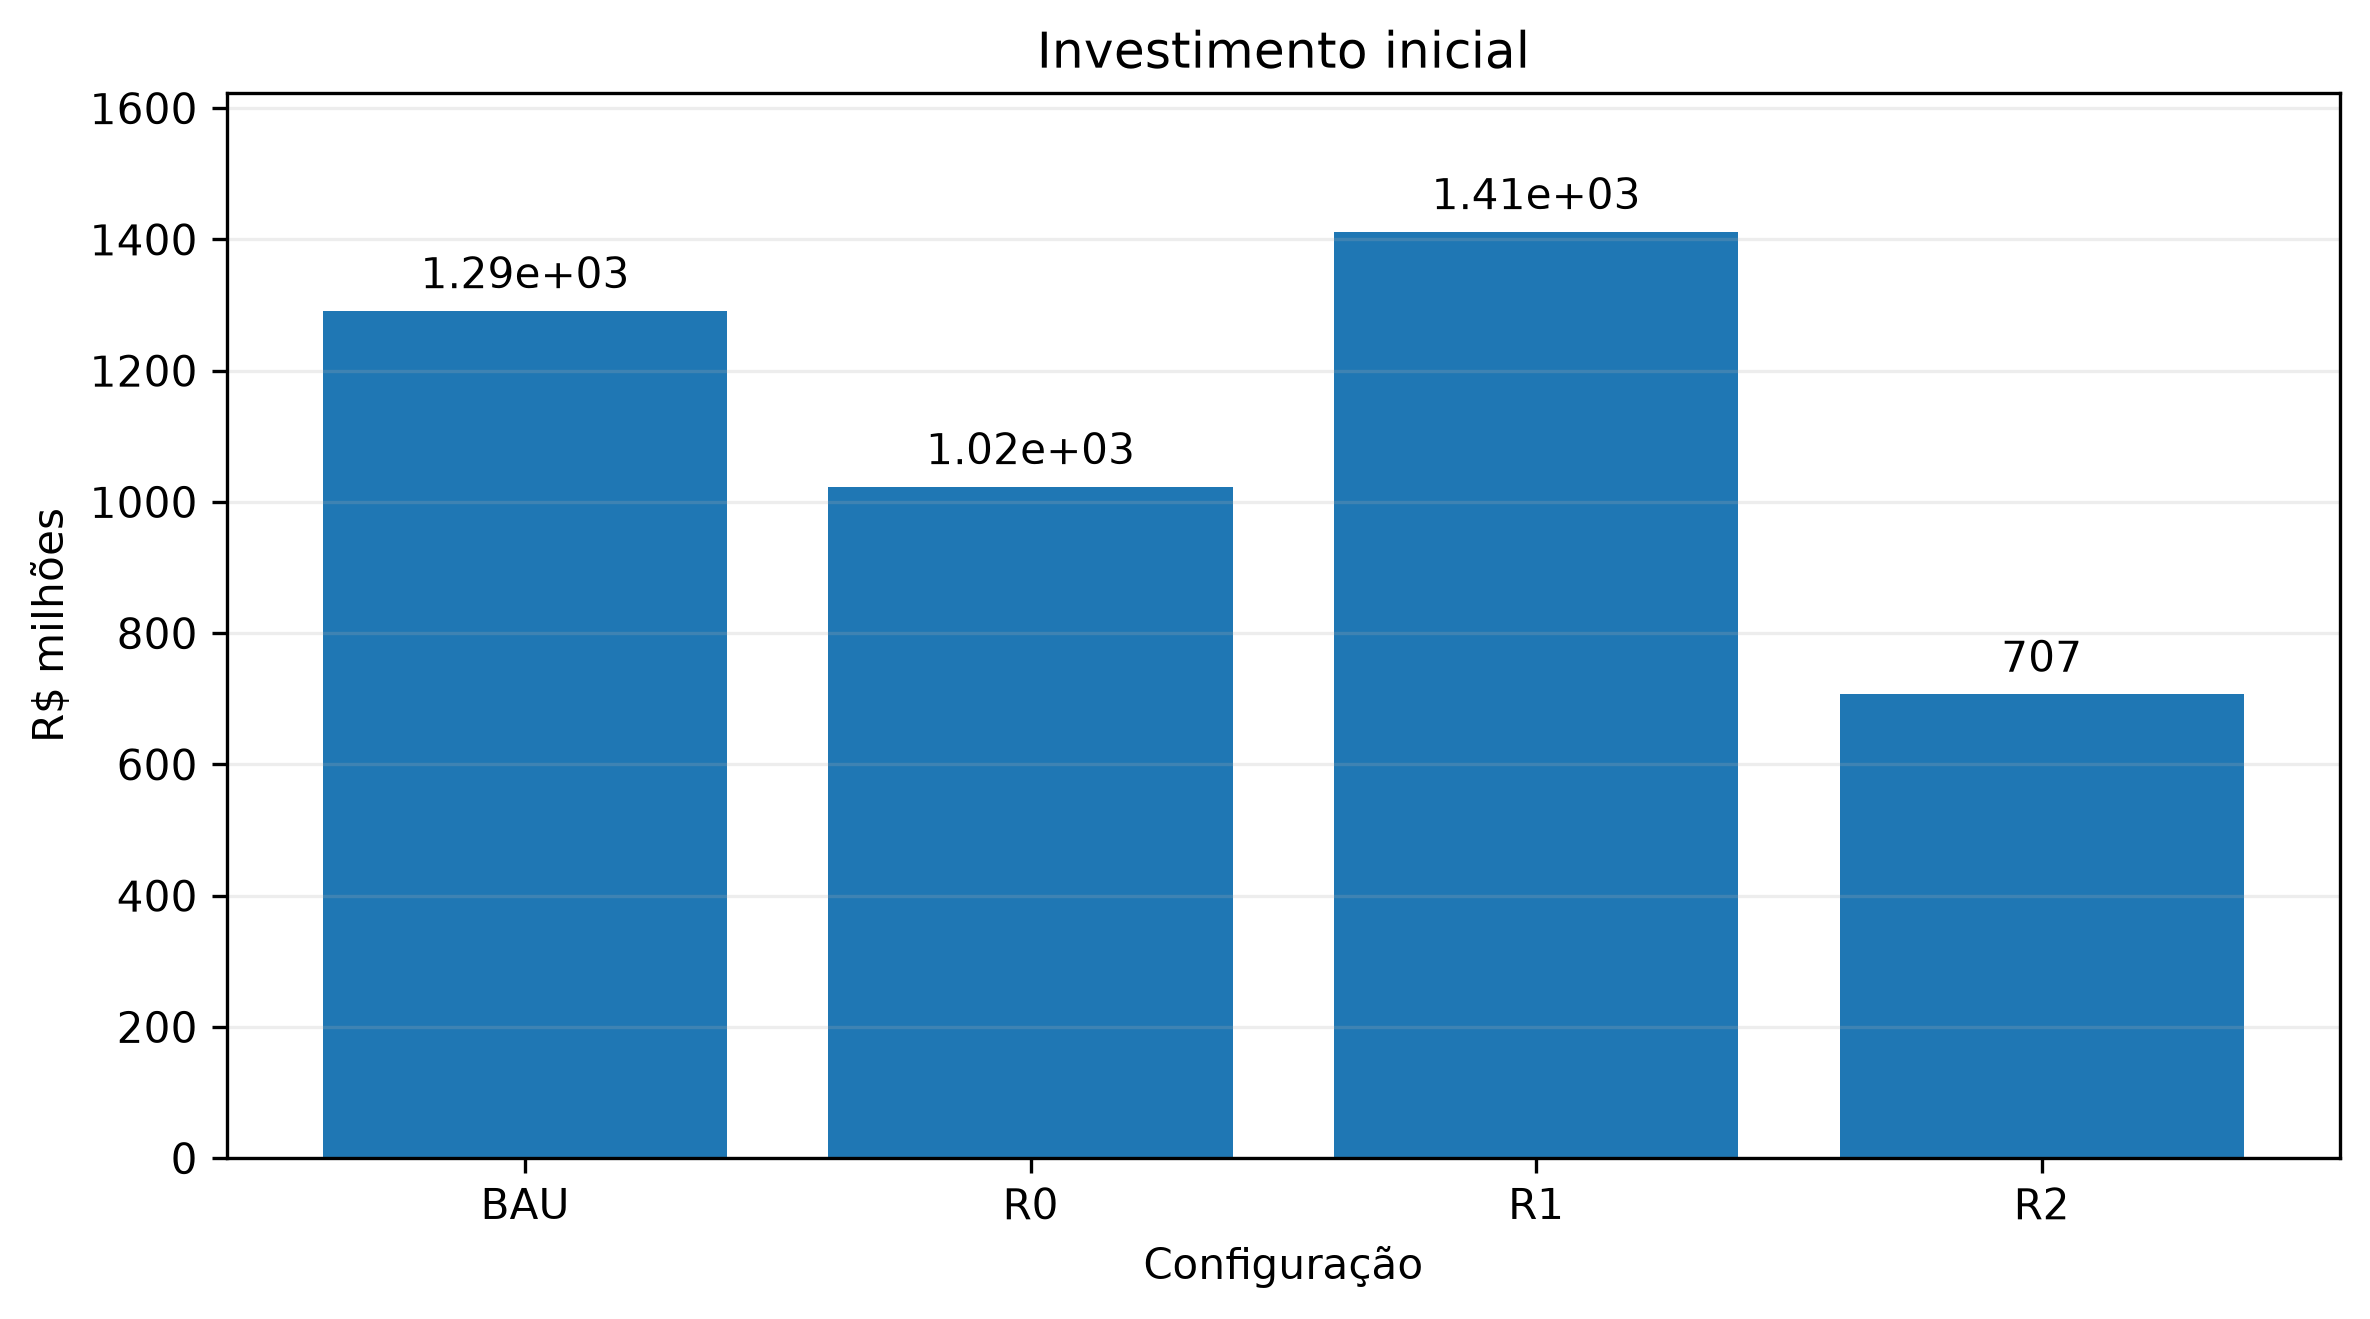 Investimento inicial
1600
1400
1200
1000
800
600
400
200
0
R$ milhões
1.29e+03
1.02e+03
1.41e+03
707
BAU
R0
R1
R2
Configuração